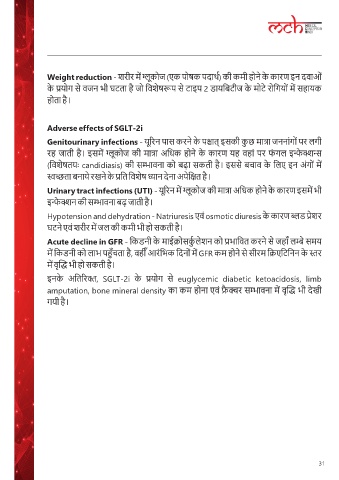 mch
Weight reduction - शरीर में ग्लूकोज (एक पोषक पदार्थ) की कमी होने के कारण इन दवाओं
के प्रयोग से वजन भी घटता है जो विशेषरूप से टाइप 2 डायबिटीज के मोटे रोगियों में सहायक
होता है।
Adverse effects of SGLT-2i
Genitourinary infections - यूरिन पास करने के पश्चात् इसकी कुछ मात्रा जननांगों पर लगी
रह जाती है। इसमें ग्लूकोज की मात्रा अधिक होने के कारण यह वहां पर फंगल इन्फेक्शन्स
(विशेषतयः candidiasis) की सम्भावना को बढ़ा सकती है। इससे बचाव के लिए इन अंगों में
स्वच्छता बनाये रखने के प्रति विशेष ध्यान देना अपेक्षित है।
Urinary tract infections (UTI) - यूरिन में ग्लूकोज की मात्रा अधिक होने के कारण इसमें भी
इन्फेक्शन की सम्भावना बढ़ जाती है।
Hypotension and dehydration - Natriuresis एवं osmotic diuresis के कारण ब्लड प्रेशर
घटने एवं शरीर में जल की कमी भी हो सकती है।
Acute decline in GFR - किडनी के माईक्रोसर्कुलेशन को प्रभावित करने से जहाँ लम्बे समय
में किडनी को लाभ पहुँचता है, वहीँ आरंभिक दिनों में GFR कम होने से सीरम क्रिएटिनिन के स्तर
में वृद्धि भी हो सकती है।
इनके अतिरिक्त, SGLT-2i के प्रयोग से euglycemic diabetic ketoacidosis, limb
amputation, bone mineral density का कम होना एवं फ़्रैक्चर सम्भावना में वृद्धि भी देखी
गयी है।
31